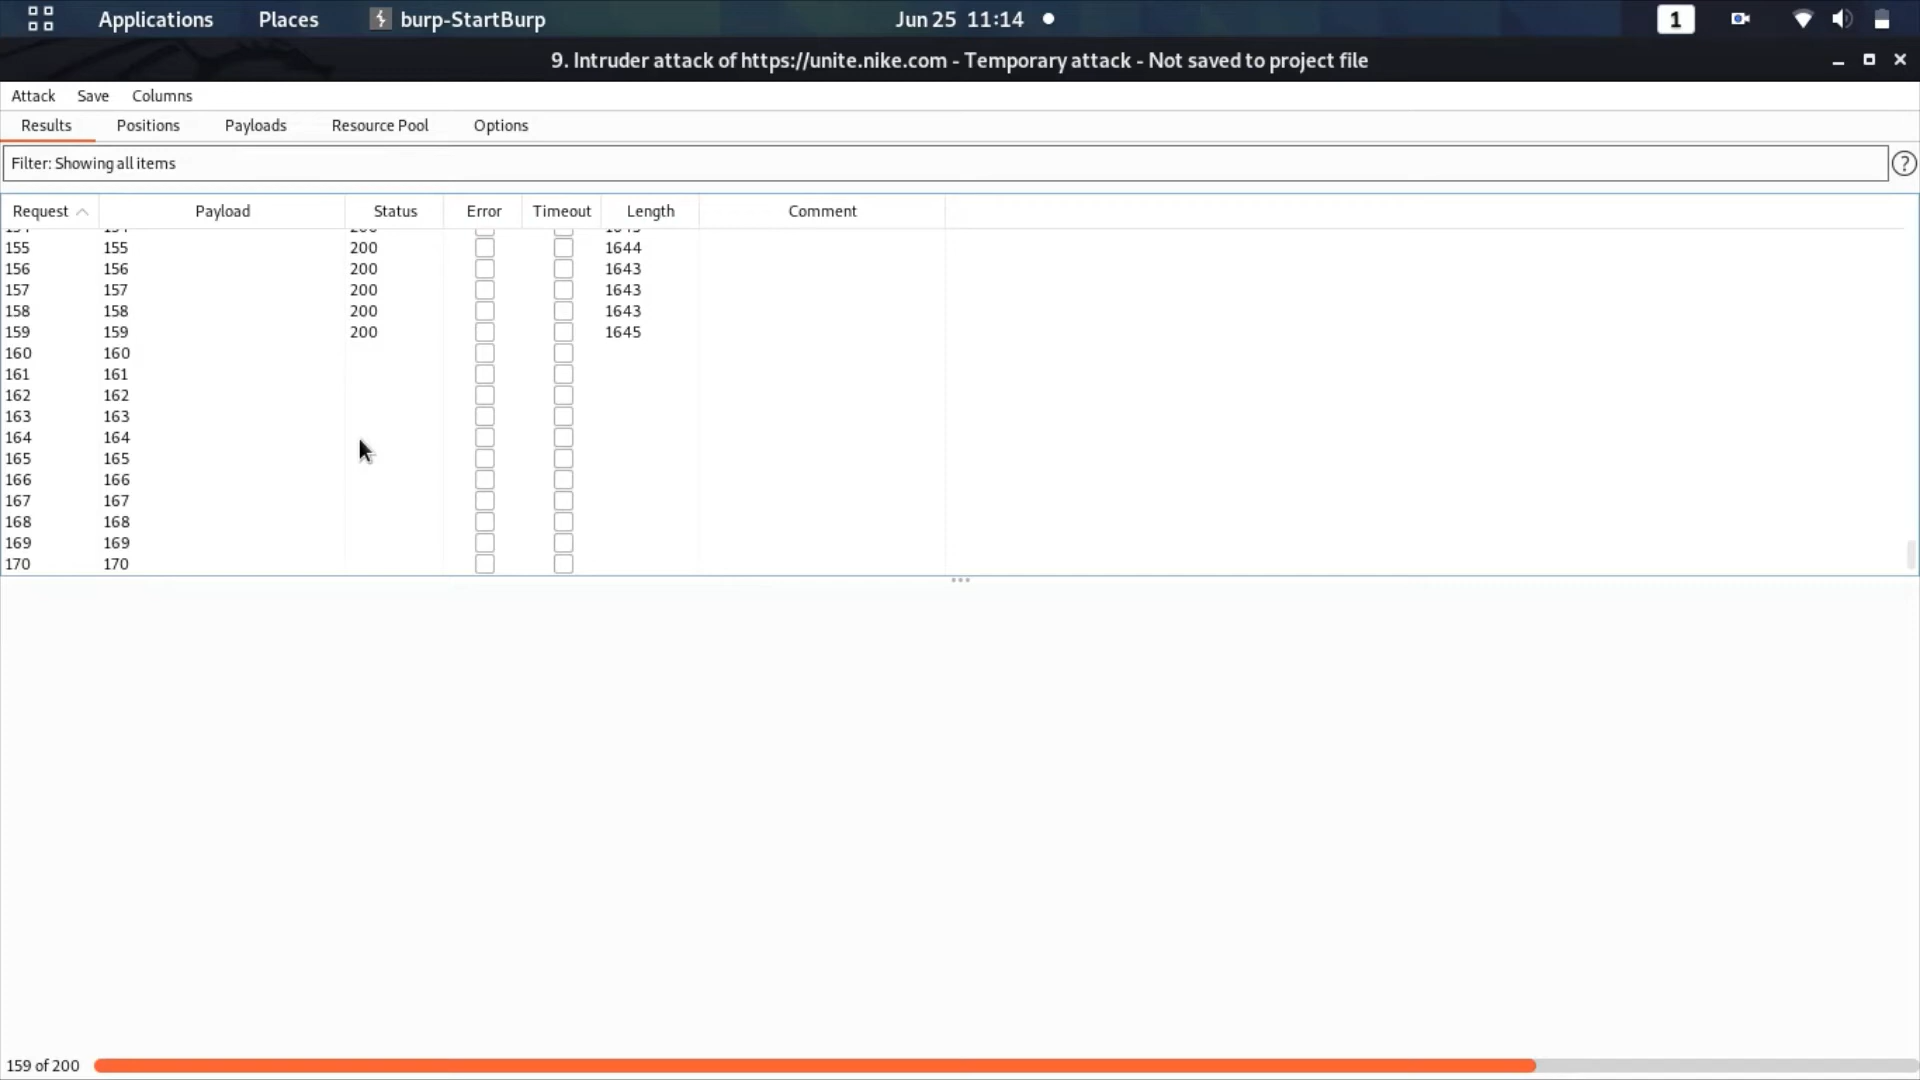 Applications Places burp-StartBurp Jun 25 11:14 1
9. Intruder attack of https://unite.nike.com - Temporary attack - Not saved to project file
Attack Save Columns
Results Positions Payloads Resource Pool Options
Filter: Showing all items ?
Request Payload Status Error Timeout Length Comment
155 155 200 1644
156 156 200 1643
157 157 200 1643
158 158 200 1643
159 159 200 1645
160 160
161 161
162 162
163 163
164 164
165 165
166 166
167 167
168 168
169 169
170 170
159 of 200